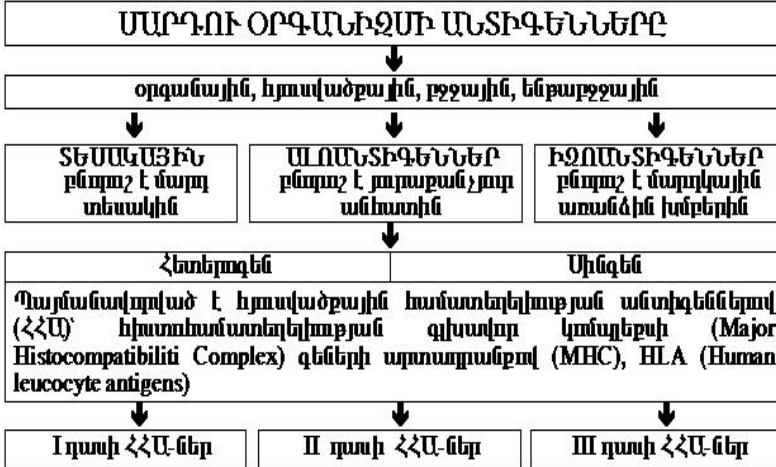 ՄԱՐԴՈՒ ՕՐԳԱՆԻԶՄԻ ԱՆՏԻԳԵՆՆԵՐԸ
օրգանային, հյուսվածքային, բջջային, ենթաբջջային
ՏԵՍԱԿԱՅԻՆ
բնորոշ է մարդ
տեսակին
ԱԼՈԱՆՏԻԳԵՆՆԵՐ
բնորոշ է յուրաքանչյուր
անհատին
ԻԶՈԱՆՏԻԳԵՆՆԵՐ
բնորոշ է մարդկային
առանձին խմբերին
Հետերոգեն
Սինգեն
Պայմանավորված է հյուսվածքային համատեղելիության անտիգեններով
(ՀՀԱ)՝ հիստոհամատեղելիության գլխավոր կոմպլեքսի (Major
Histocompatibiliti Complex) գեների արտադրանքով (MHC), HLA (Human
leucocyte antigens)
I դասի ՀՀԱ-ներ
II դասի ՀՀԱ-ներ
III դասի ՀՀԱ-ներ